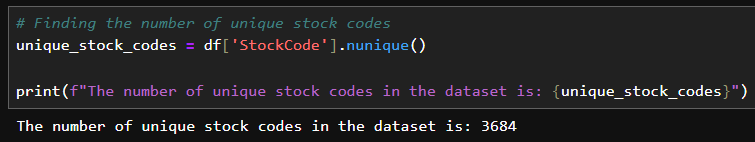 # Finding the number of unique stock codes
unique_stock_codes = df['StockCode'].nunique()
print(f"The number of unique stock codes in the dataset is: {unique_stock_codes}")
The number of unique stock codes in the dataset is: 3684